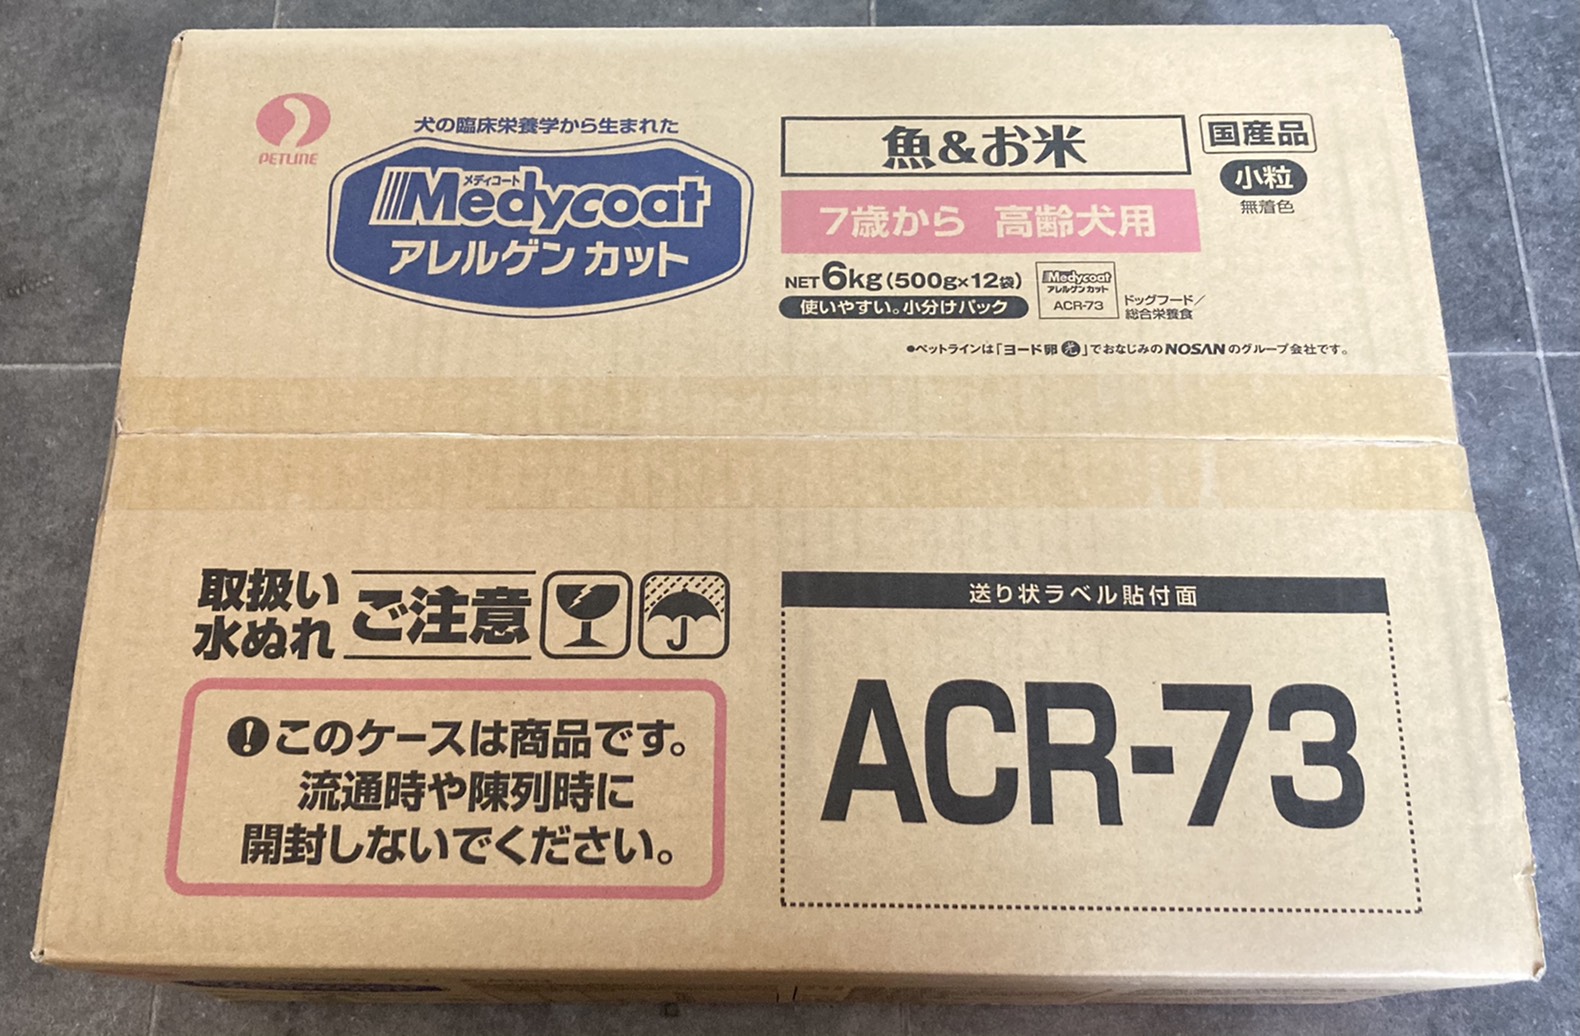 PETLINE
犬の臨床栄養学から生まれた
メディコート
Medycoat
アレルゲンカット
魚&お米
7歳から 高齢犬用
国産品
小粒
無着色
NET6kg(500g×12袋)
使いやすい。小分けパック
Medycoat
アレルゲンカット
ACR-73
ドッグフード/
総合栄養食
●ペットラインは「ヨード卵光」でおなじみのNOSANのグループ会社です。
取扱い
水ぬれ
ご注意
!このケースは商品です。
流通時や陳列時に
開封しないでください。
送り状ラベル貼付面
ACR-73